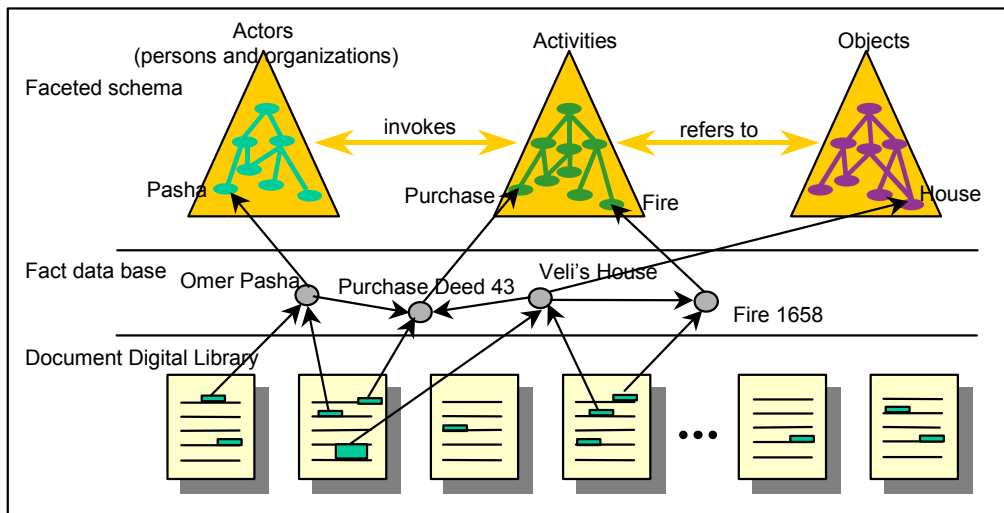 Actors
(persons and organizations)
Activities
Objects
Faceted schema
invokes
refers to
Pasha
Purchase
Fire
House
Fact data base
Omer Pasha
Purchase Deed 43
Veli's House
Fire 1658
Document Digital Library